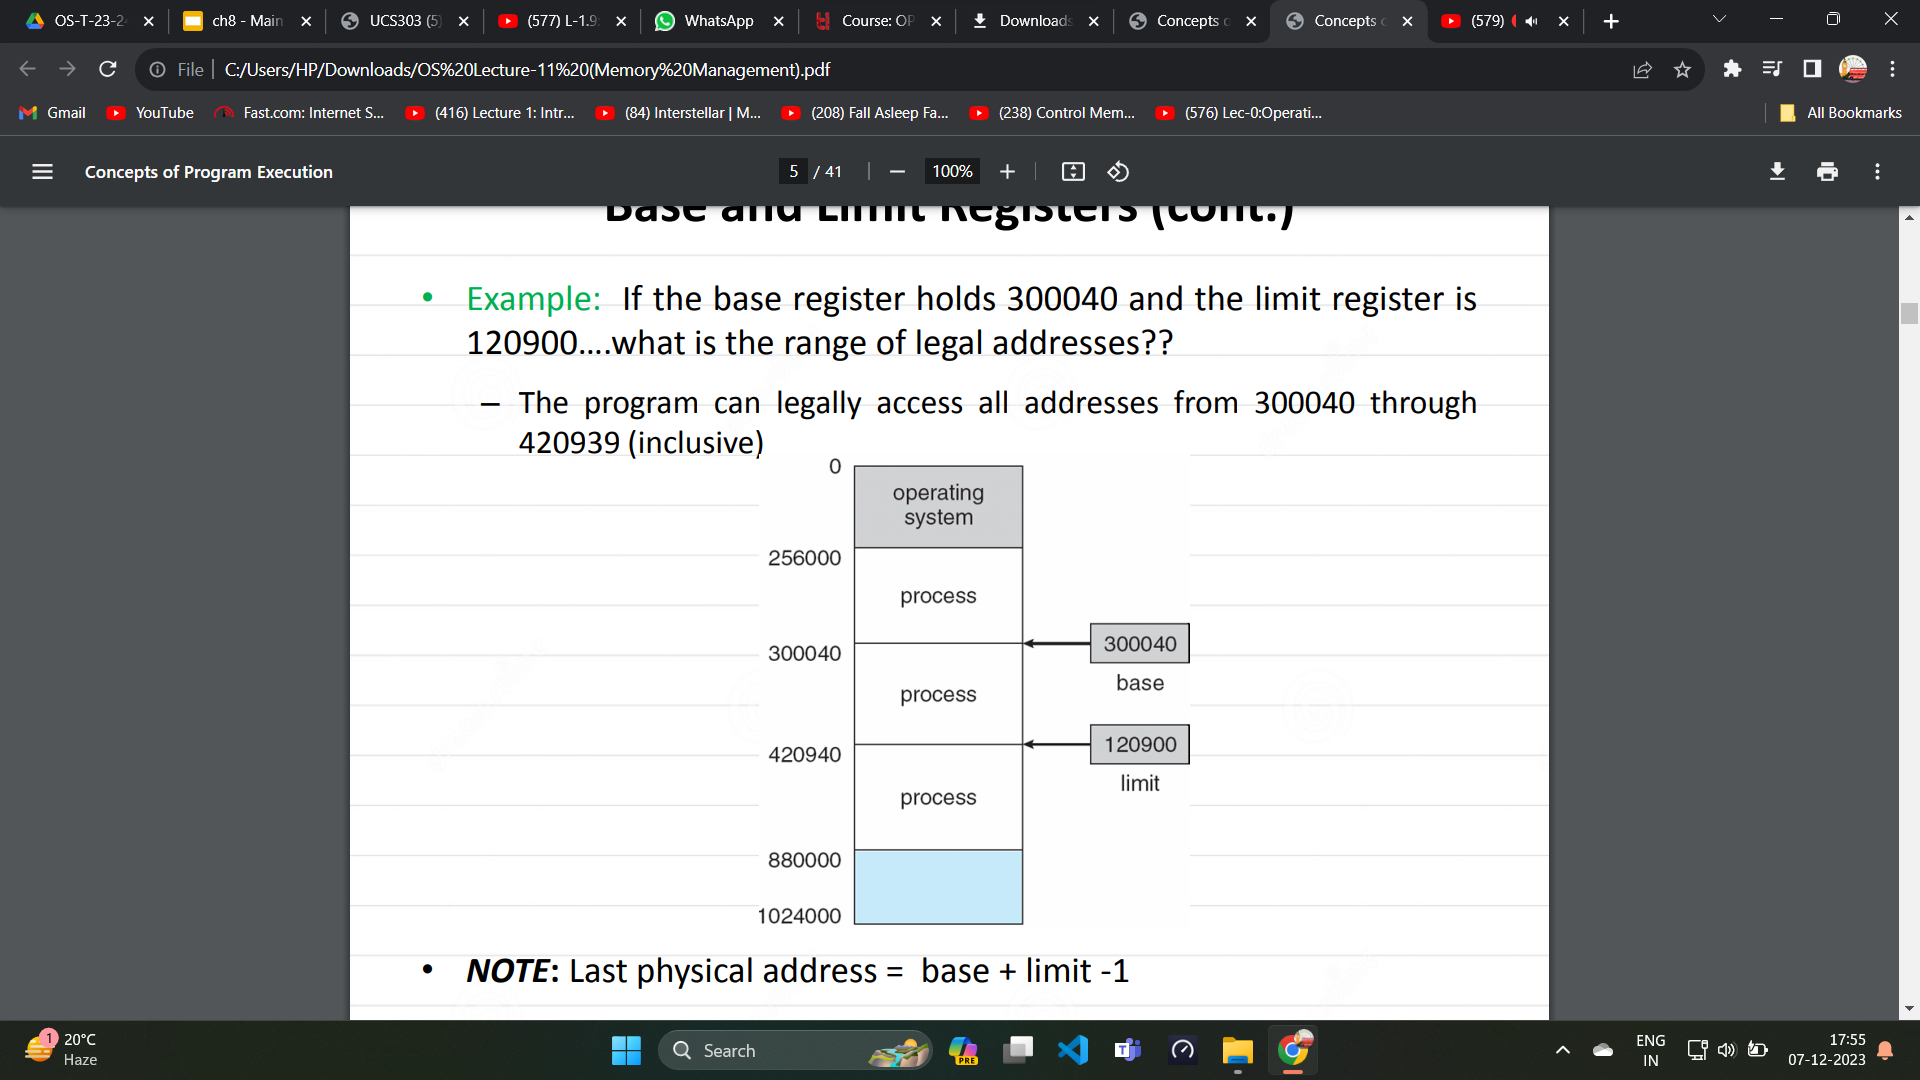 OS-T-23-2
ch8 - Main
UCS303 (5)
(577) L-1.9
WhatsApp
Course: OP
Downloads
Concepts o
Concepts o
(579)
File
C:/Users/HP/Downloads/OS%20Lecture-11%20(Memory%20Management).pdf
Gmail
YouTube
Fast.com: Internet S...
(416) Lecture 1: Intr...
(84) Interstellar | M...
(208) Fall Asleep Fa...
(238) Control Mem...
(576) Lec-0:Operati...
All Bookmarks
Concepts of Program Execution
5 / 41
100%
Base and Limit Registers (cont.)
• Example: If the base register holds 300040 and the limit register is
120900....what is the range of legal addresses??
– The program can legally access all addresses from 300040 through
420939 (inclusive)
0
operating
system
256000
process
300040
300040
base
process
420940
120900
limit
process
880000
1024000
• NOTE: Last physical address = base + limit -1
1
20°C
Haze
Search
PRE
ENG
IN
17:55
07-12-2023